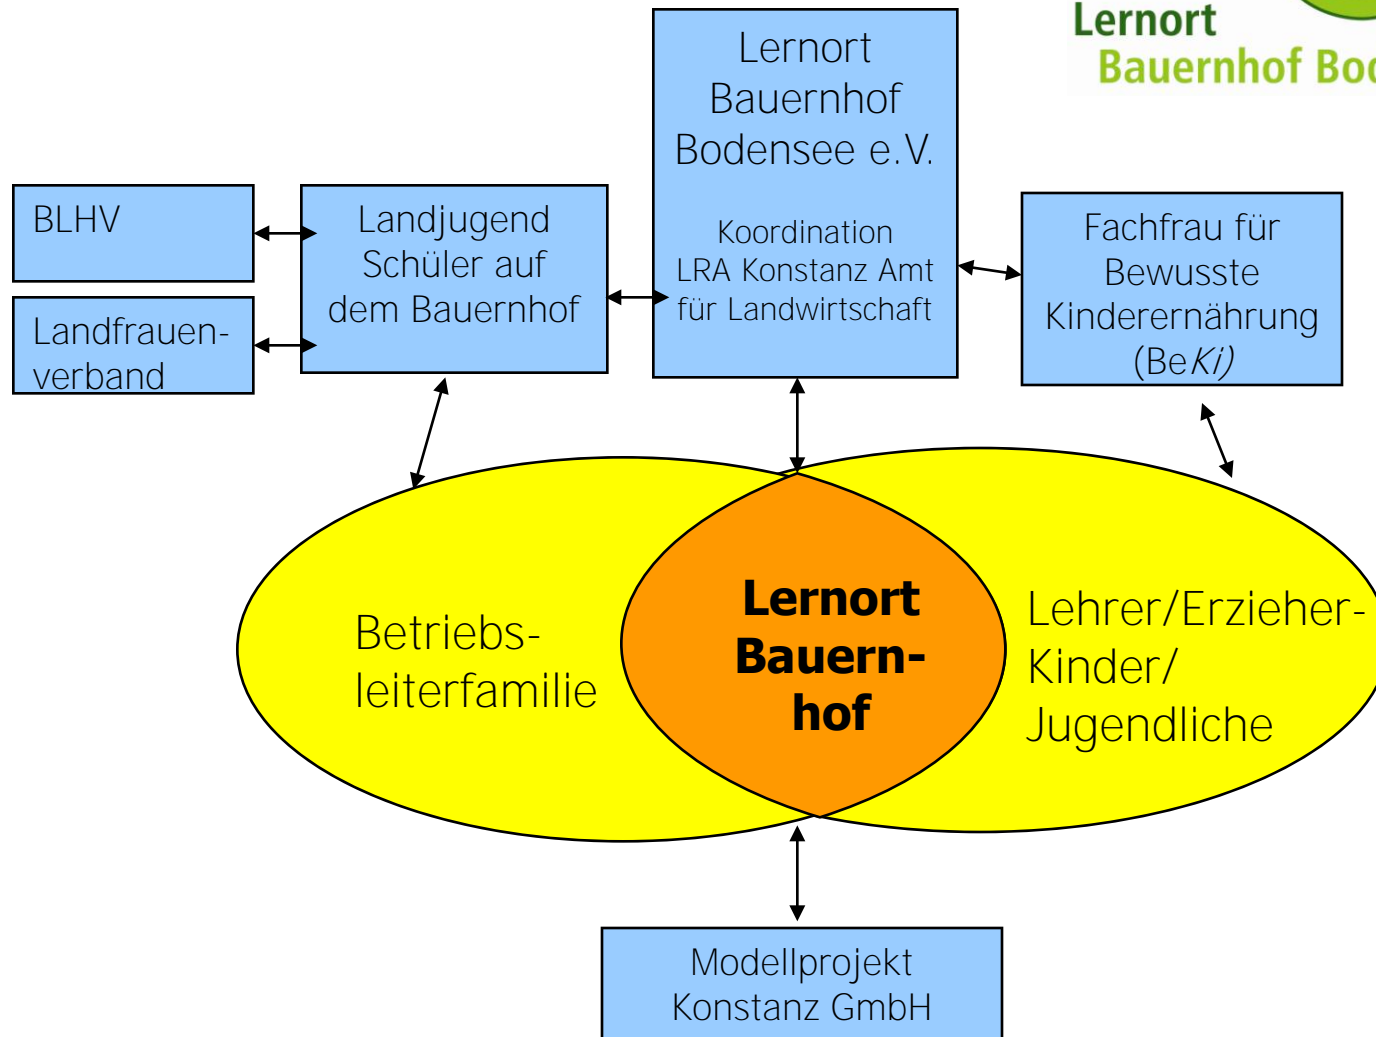 Lernort
Bauernhof
Lernort
Bauernhof
Bodensee e.V.
Koordination
LRA Konstanz Amt
für Landwirtschaft
BLHV
Landfrauen-
verband
Landjugend
Schüler auf
dem Bauernhof
Fachfrau für
Bewusste
Kinderernährung
(BeKi)
Betriebs-
leiterfamilie
Lernort
Bauern-
hof
Lehrer/Erzieher-
Kinder/
Jugendliche
Modellprojekt
Konstanz GmbH